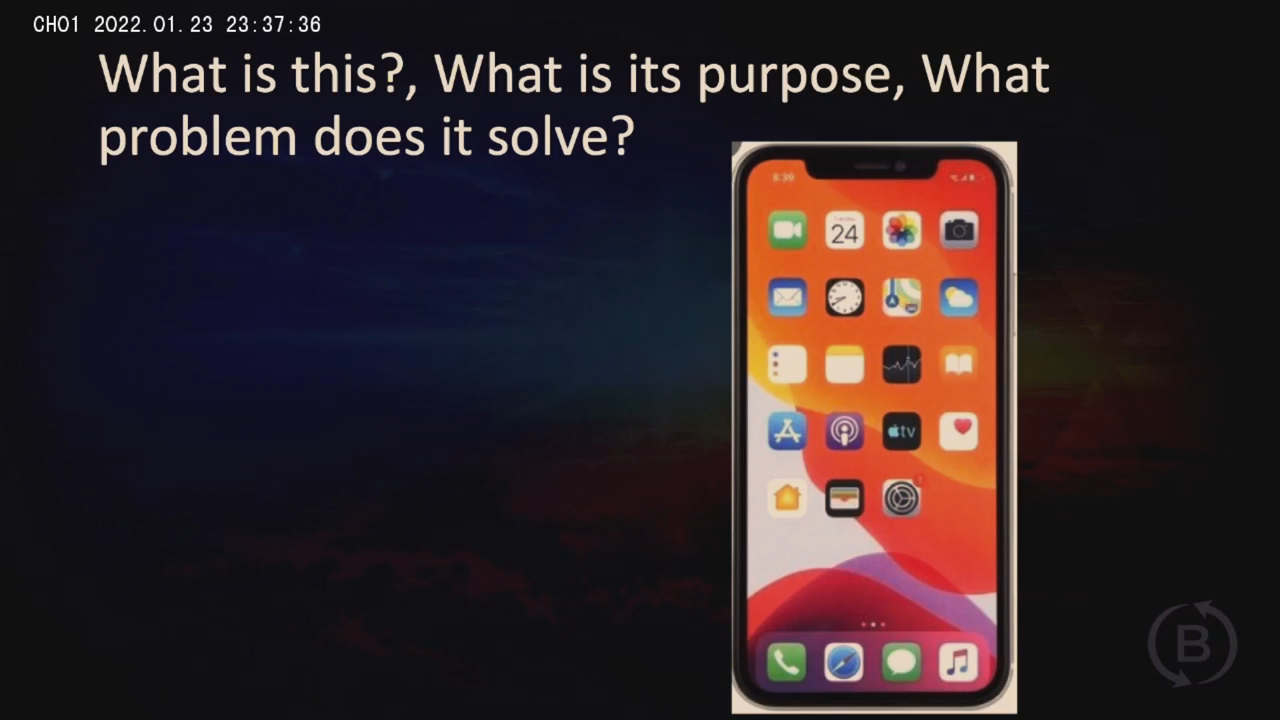 CH01 2022.01.23 23:37:36
What is this?, What is its purpose, What
problem does it solve?
24
tv
B